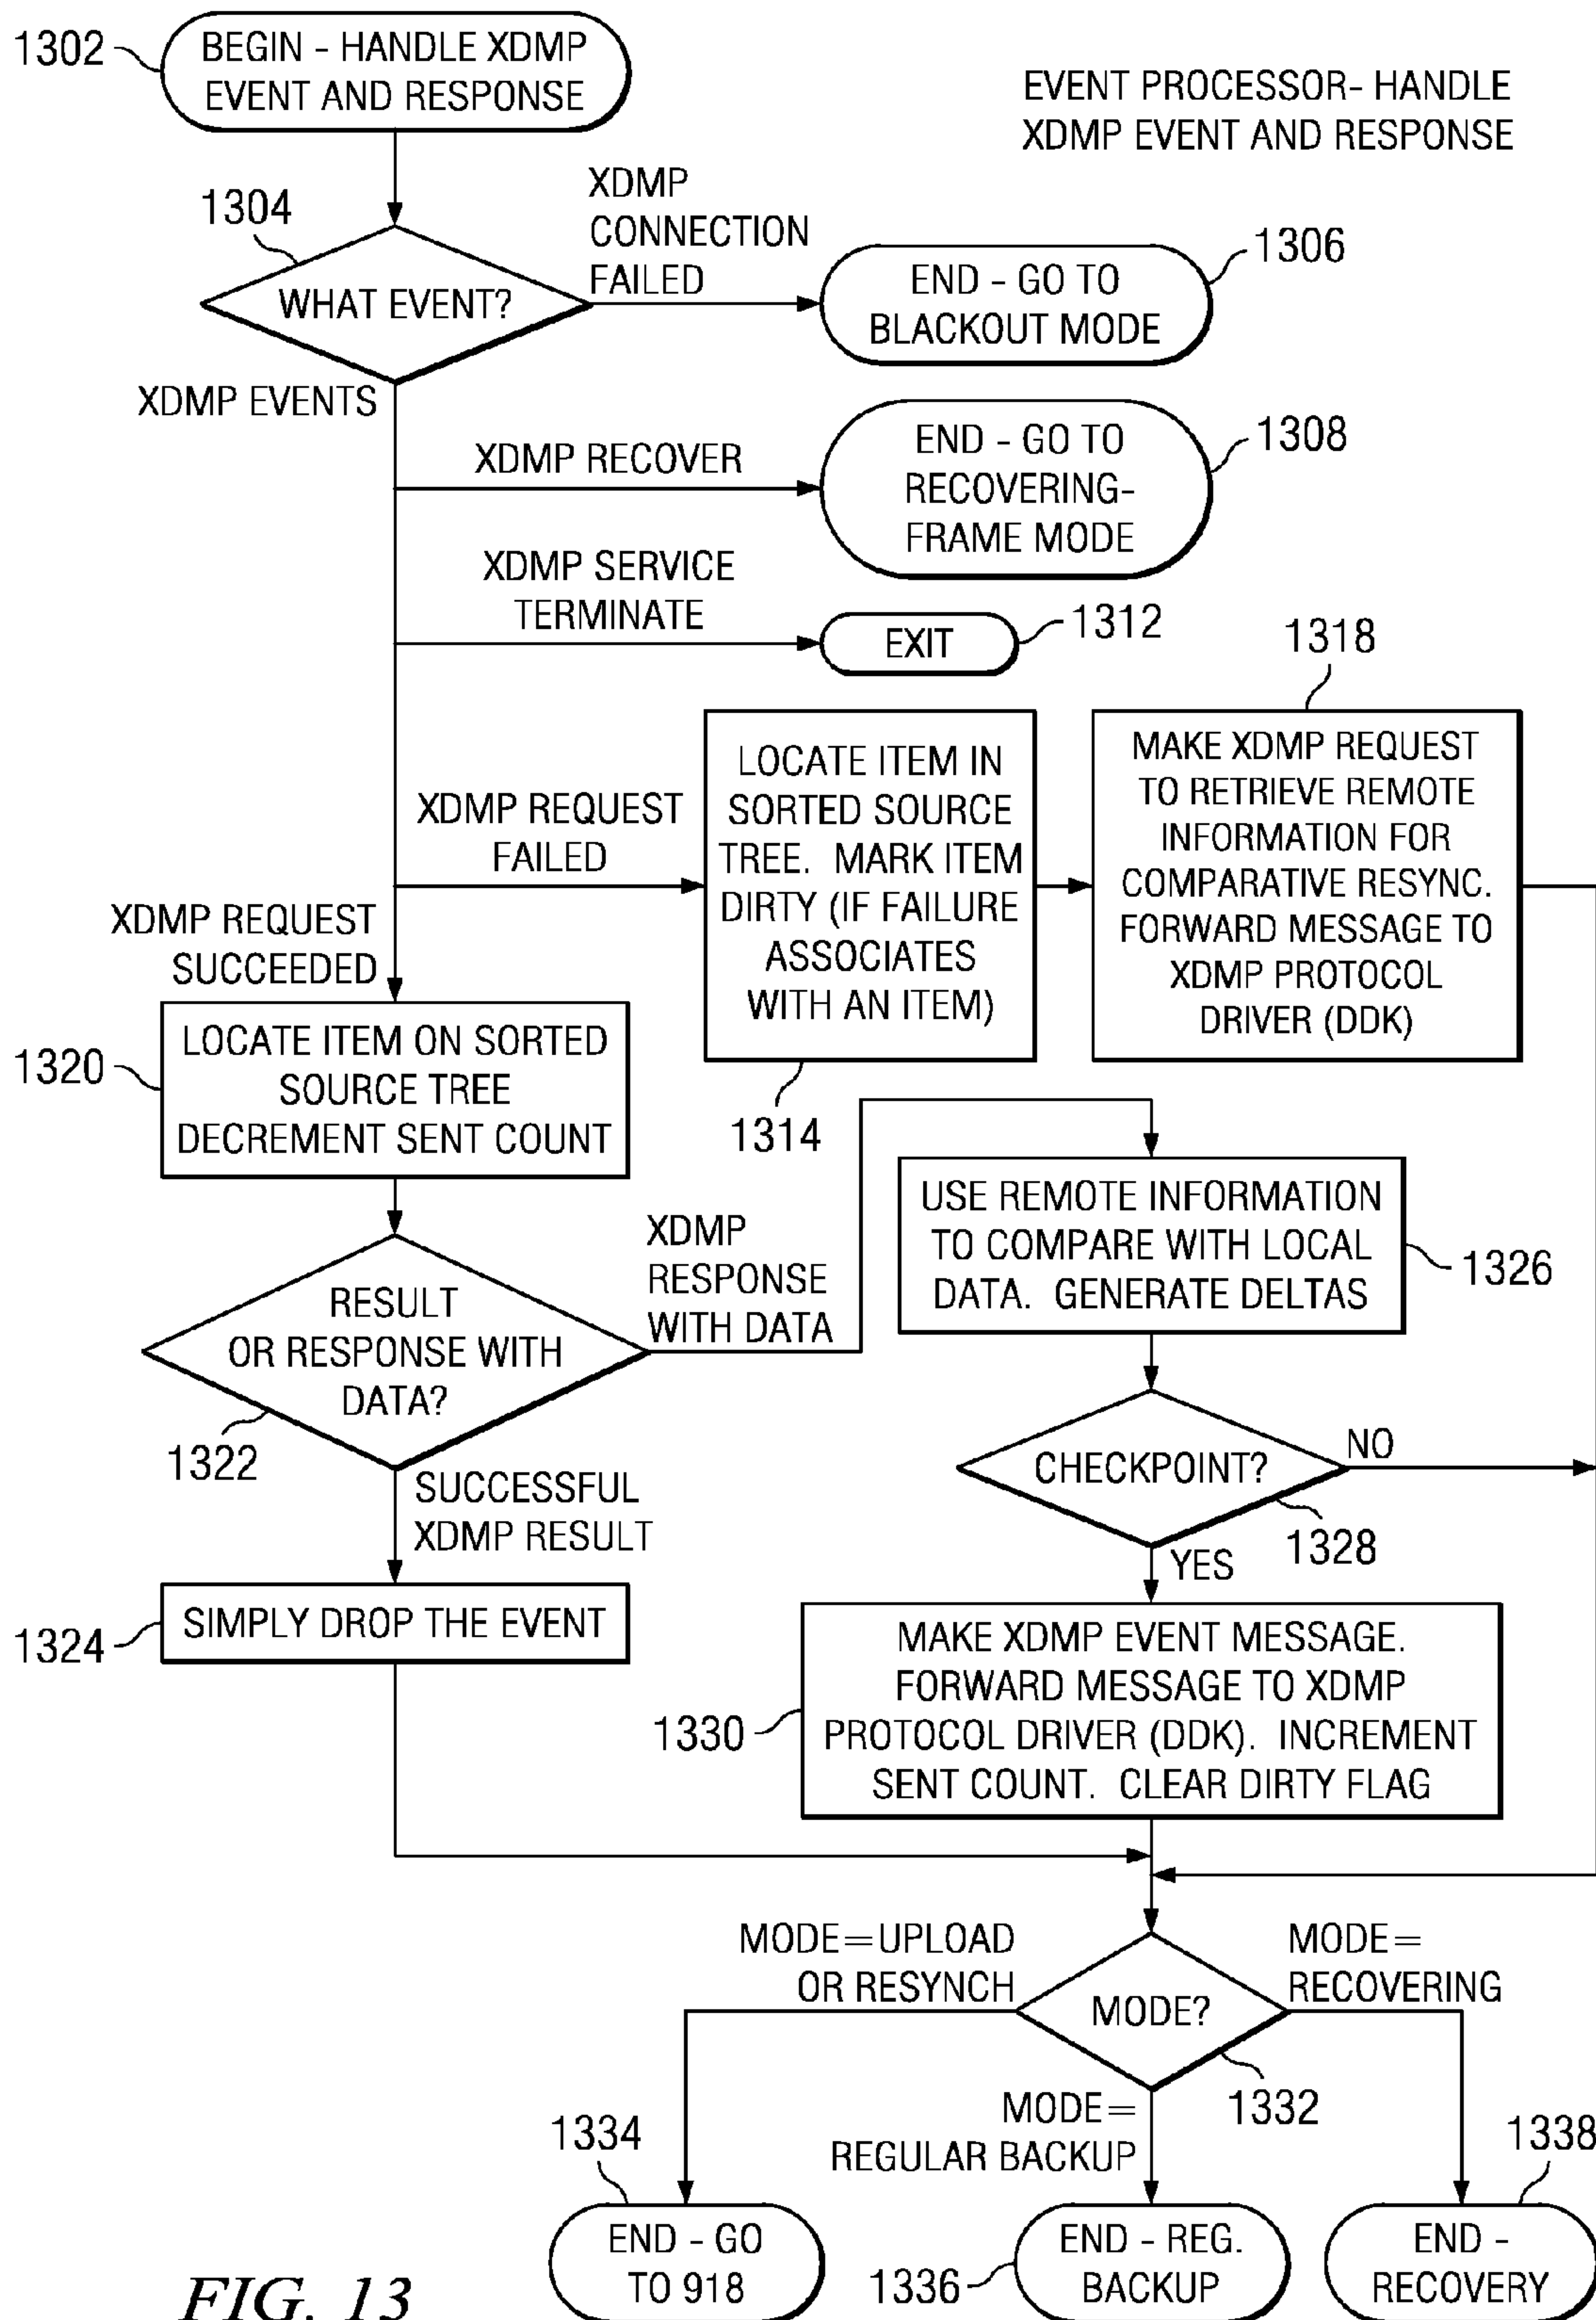 1302
BEGIN - HANDLE XDMP
EVENT AND RESPONSE
EVENT PROCESSOR- HANDLE
XDMP EVENT AND RESPONSE
1304
WHAT EVENT?
XDMP
CONNECTION
FAILED
END - GO TO
BLACKOUT MODE
1306
XDMP EVENTS
XDMP RECOVER
END - GO TO
RECOVERING-
FRAME MODE
1308
XDMP SERVICE
TERMINATE
EXIT
1312
1318
XDMP REQUEST
FAILED
LOCATE ITEM IN
SORTED SOURCE
TREE. MARK ITEM
DIRTY (IF FAILURE
ASSOCIATES
WITH AN ITEM)
1314
MAKE XDMP REQUEST
TO RETRIEVE REMOTE
INFORMATION FOR
COMPARATIVE RESYNC.
FORWARD MESSAGE TO
XDMP PROTOCOL
DRIVER (DDK)
XDMP REQUEST
SUCCEEDED
1320
LOCATE ITEM ON SORTED
SOURCE TREE
DECREMENT SENT COUNT
RESULT
OR RESPONSE WITH
DATA?
1322
XDMP
RESPONSE
WITH DATA
USE REMOTE INFORMATION
TO COMPARE WITH LOCAL
DATA. GENERATE DELTAS
1326
CHECKPOINT?
NO
1328
YES
SUCCESSFUL
XDMP RESULT
1324
SIMPLY DROP THE EVENT
1330
MAKE XDMP EVENT MESSAGE.
FORWARD MESSAGE TO XDMP
PROTOCOL DRIVER (DDK). INCREMENT
SENT COUNT. CLEAR DIRTY FLAG
MODE=UPLOAD
OR RESYNCH
MODE?
MODE=
RECOVERING
1332
MODE=
REGULAR BACKUP
1334
END - GO
TO 918
1336
END - REG.
BACKUP
1338
END -
RECOVERY
FIG. 13